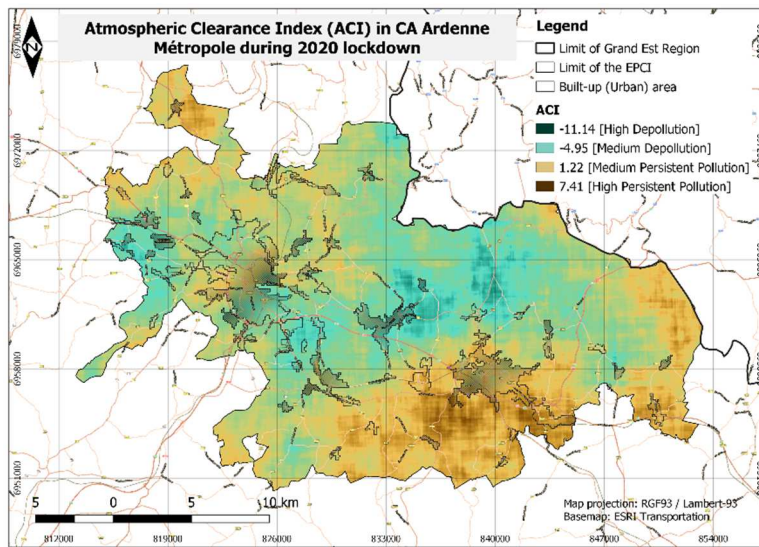 Atmospheric Clearance Index (ACI) in CA Ardenne
Métropole during 2020 lockdown
Legend
Limit of Grand Est Region
Limit of the EPCI
Built-up (Urban) area
ACI
-11.14 [High Depollution]
-4.95 [Medium Depollution]
1.22 [Medium Persistent Pollution]
7.41 [High Persistent Pollution]
N
6979000
6972000
6965000
6958000
6951000
5 0 5 10 km
Map projection: RGF93 / Lambert-93
Basemap: ESRI Transportation
812000 819000 826000 833000 840000 847000 854000